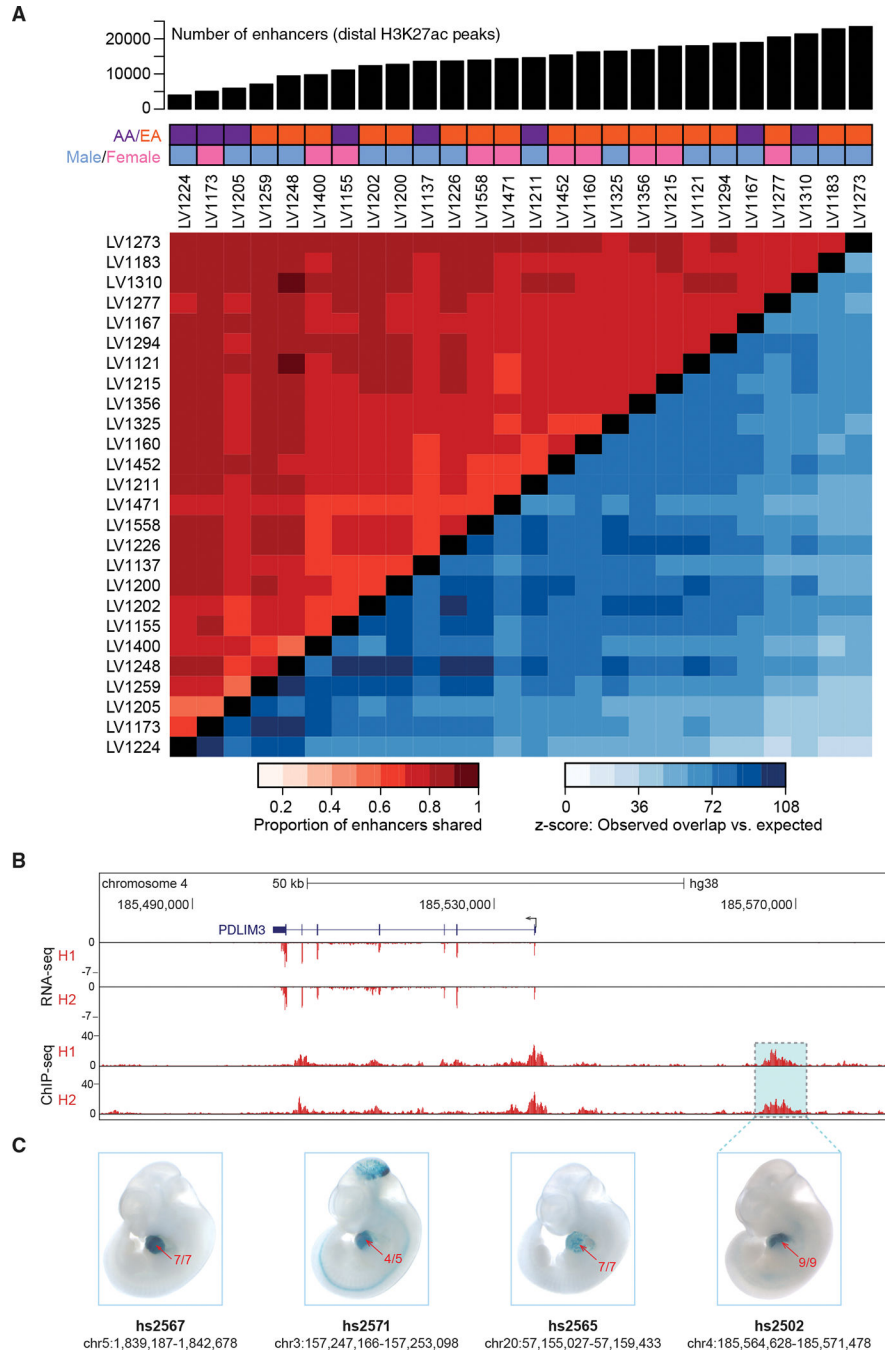 A
Number of enhancers (distal H3K27ac peaks)
20000
10000
0
AA/EA
Male/Female
LV1224 LV1173 LV1205 LV1259 LV1248 LV1400 LV1155 LV1202 LV1200 LV1137 LV1226 LV1558 LV1471 LV1211 LV1452 LV1160 LV1325 LV1356 LV1215 LV1121 LV1294 LV1167 LV1277 LV1310 LV1183 LV1273
LV1273
LV1183
LV1310
LV1277
LV1167
LV1294
LV1121
LV1215
LV1356
LV1325
LV1160
LV1452
LV1211
LV1471
LV1558
LV1226
LV1137
LV1200
LV1202
LV1155
LV1400
LV1248
LV1259
LV1205
LV1173
LV1224
0.2 0.4 0.6 0.8 1
Proportion of enhancers shared
0 36 72 108
z-score: Observed overlap vs. expected
B
chromosome 4 50 kb hg38
185,490,000 185,530,000 185,570,000
PDLIM3
RNA-seq
H1
0
-7
H2
0
-7
ChIP-seq
H1
40
0
H2
40
0
C
7/7 4/5 7/7 9/9
hs2567 hs2571 hs2565 hs2502
chr5:1,839,187-1,842,678 chr3:157,247,166-157,253,098 chr20:57,155,027-57,159,433 chr4:185,564,628-185,571,478